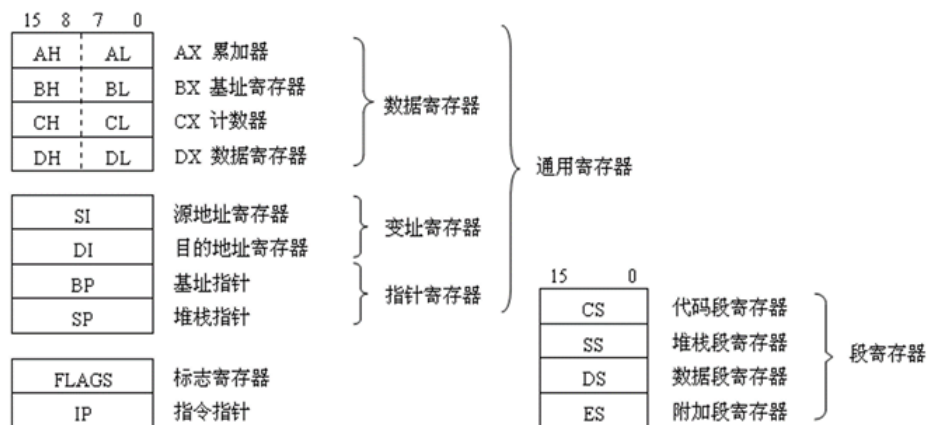 15 8 7 0
AH AL AX 累加器
BH BL BX 基址寄存器
数据寄存器
CH CL CX 计数器
DH DL DX 数据寄存器
通用寄存器
SI 源地址寄存器
变址寄存器
DI 目的地址寄存器
BP 基址指针
指针寄存器
SP 堆栈指针
15 0
CS 代码段寄存器
SS 堆栈段寄存器
段寄存器
DS 数据段寄存器
ES 附加段寄存器
FLAGS 标志寄存器
IP 指令指针